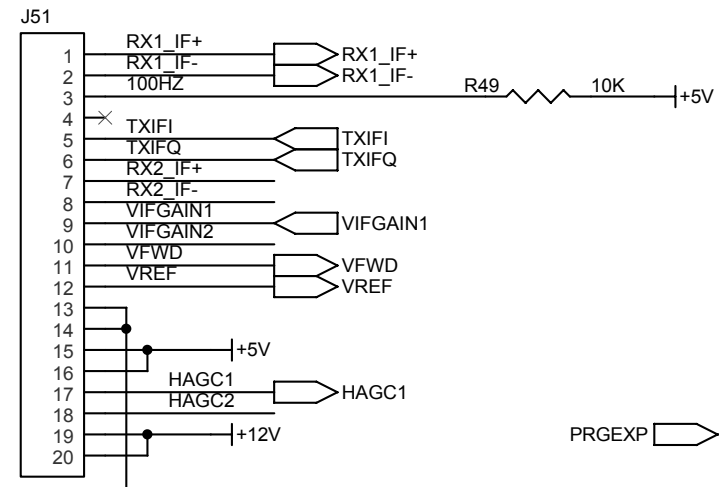 J51
1 RX1_IF+ RX1_IF+
2 RX1_IF- RX1_IF-
3 100HZ R49 10K +5V
4
5 TXIFI TXIFI
6 TXIFQ TXIFQ
7 RX2_IF+
8 RX2_IF-
9 VIFGAIN1 VIFGAIN1
10 VIFGAIN2
11 VFWD VFWD
12 VREF VREF
13
14
15 +5V
16
17 HAGC1 HAGC1
18 HAGC2
19 +12V PRGEXP
20